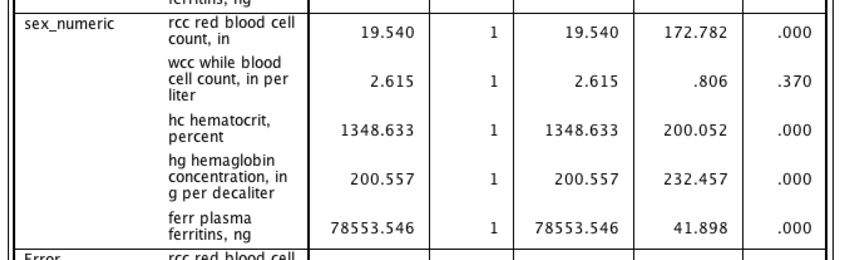 ferritins, ng
sex_numeric rcc red blood cell count, in 19.540 1 19.540 172.782 .000
wcc while blood cell count, in per liter 2.615 1 2.615 .806 .370
hc hematocrit, percent 1348.633 1 1348.633 200.052 .000
hg hemaglobin concentration, in g per decaliter 200.557 1 200.557 232.457 .000
ferr plasma ferritins, ng 78553.546 1 78553.546 41.898 .000
Error rcc red blood cell